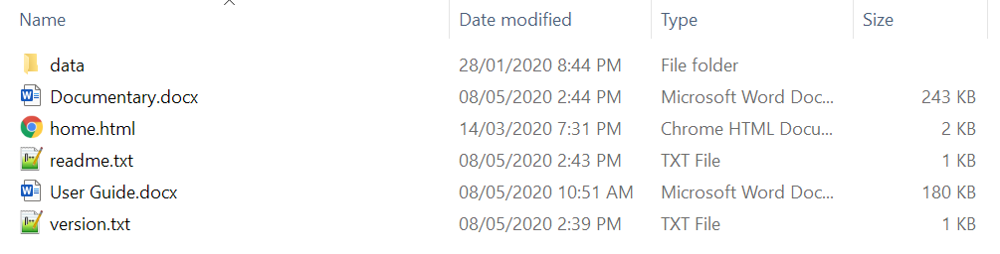 Name Date modified Type Size
data 28/01/2020 8:44 PM File folder
Documentary.docx 08/05/2020 2:44 PM Microsoft Word Doc... 243 KB
home.html 14/03/2020 7:31 PM Chrome HTML Docu... 2 KB
readme.txt 08/05/2020 2:43 PM TXT File 1 KB
User Guide.docx 08/05/2020 10:51 AM Microsoft Word Doc... 180 KB
version.txt 08/05/2020 2:39 PM TXT File 1 KB